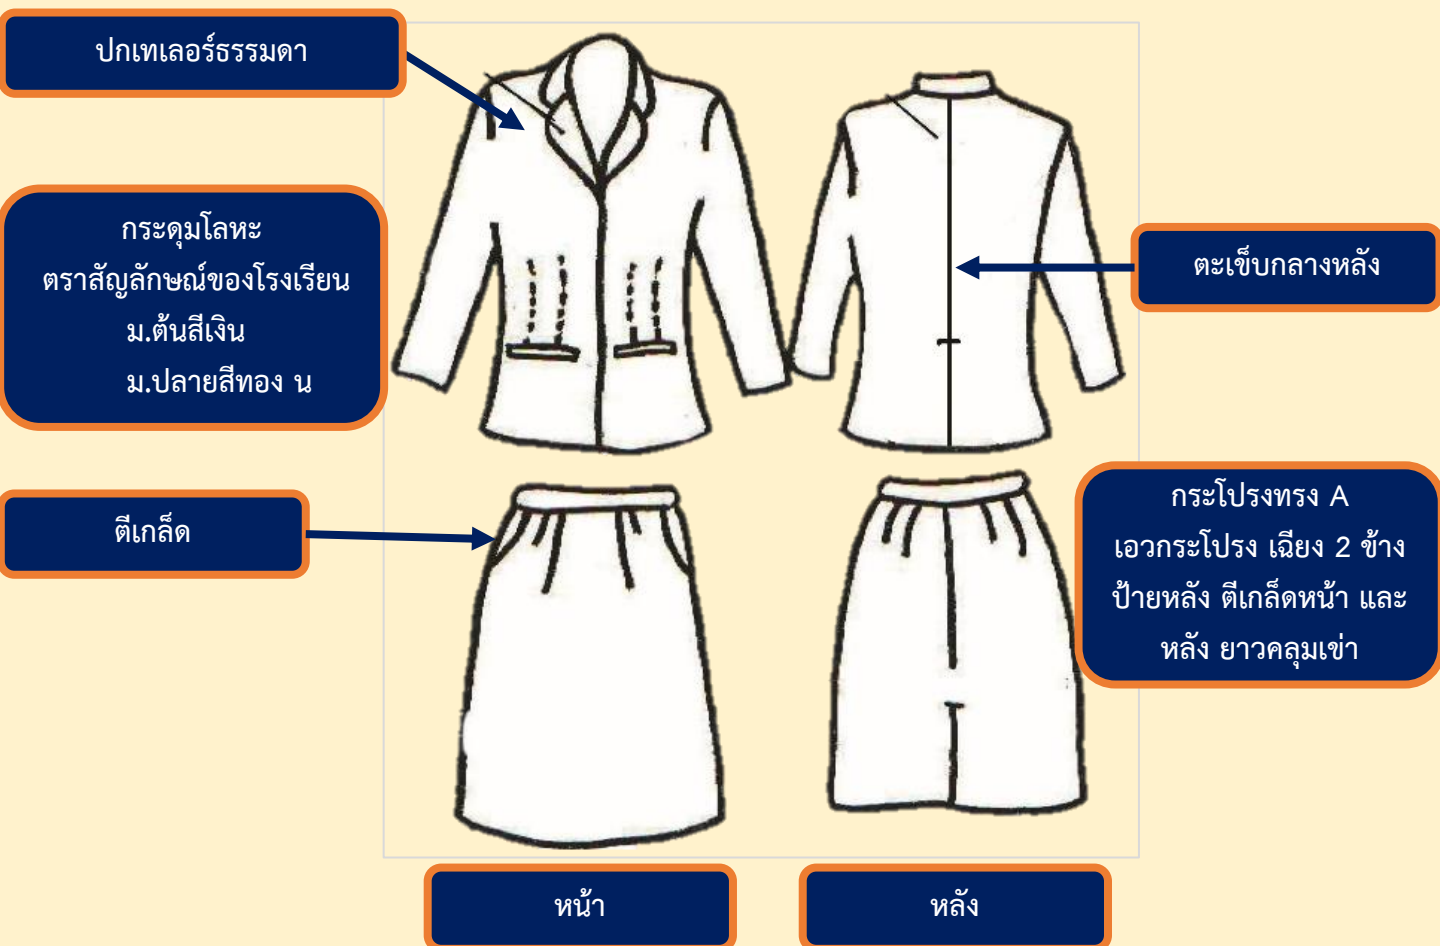 ปกเทเลอร์ธรรมดา
กระดุมโลหะ
ตราสัญลักษณ์ของโรงเรียน
ม.ต้นสีเงิน
ม.ปลายสีทอง น
ตะเข็บกลางหลัง
ตีเกล็ด
กระโปรงทรง A
เอวกระโปรง เฉียง 2 ข้าง
ป้ายหลัง ตีเกล็ดหน้า และ
หลัง ยาวคลุมเข่า
หน้า
หลัง